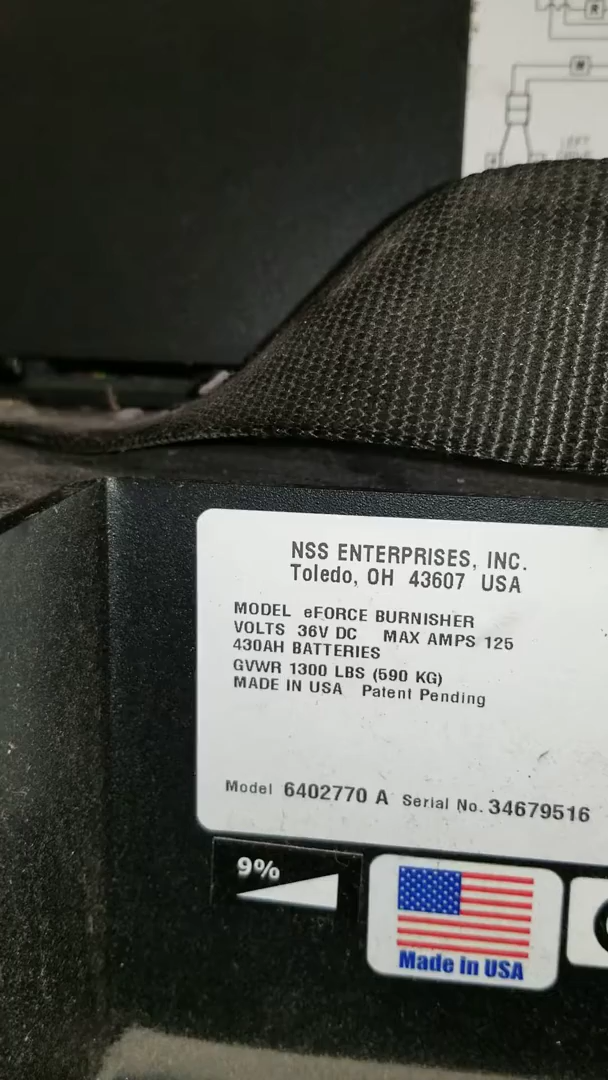 R
M
LEFT
NSS ENTERPRISES, INC.
Toledo, OH 43607 USA
MODEL eFORCE BURNISHER
VOLTS 36V DC MAX AMPS 125
430AH BATTERIES
GVWR 1300 LBS (590 KG)
MADE IN USA Patent Pending
Model 6402770 A Serial No. 34679516
9%
Made in USA